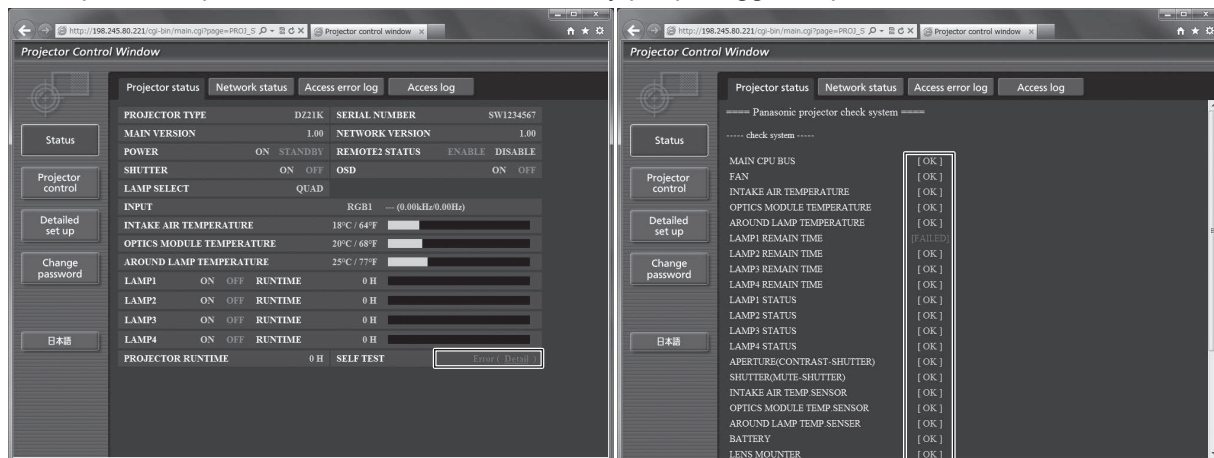 http://198.245.80.221/cgi-bin/main.cgi?page=PROJ_S
Projector control window
Projector Control Window
Projector status
Network status
Access error log
Access log
Status
Projector control
Detailed set up
Change password
日本語
PROJECTOR TYPE DZ21K SERIAL NUMBER SW1234567
MAIN VERSION 1.00 NETWORK VERSION 1.00
POWER ON STANDBY REMOTE2 STATUS ENABLE DISABLE
SHUTTER ON OFF OSD ON OFF
LAMP SELECT QUAD
INPUT RGB1 --- (0.00kHz/0.00Hz)
INTAKE AIR TEMPERATURE 18°C / 64°F
OPTICS MODULE TEMPERATURE 20°C / 68°F
AROUND LAMP TEMPERATURE 25°C / 77°F
LAMP1 ON OFF RUNTIME 0 H
LAMP2 ON OFF RUNTIME 0 H
LAMP3 ON OFF RUNTIME 0 H
LAMP4 ON OFF RUNTIME 0 H
PROJECTOR RUNTIME 0 H SELF TEST Error ( Detail )
http://198.245.80.221/cgi-bin/main.cgi?page=PROJ_S
Projector control window
Projector Control Window
Projector status
Network status
Access error log
Access log
Status
Projector control
Detailed set up
Change password
日本語
==== Panasonic projector check system ====
----- check system -----
MAIN CPU BUS [ OK ]
FAN [ OK ]
INTAKE AIR TEMPERATURE [ OK ]
OPTICS MODULE TEMPERATURE [ OK ]
AROUND LAMP TEMPERATURE [ OK ]
LAMP1 REMAIN TIME [FAILED]
LAMP2 REMAIN TIME [ OK ]
LAMP3 REMAIN TIME [ OK ]
LAMP4 REMAIN TIME [ OK ]
LAMP1 STATUS [ OK ]
LAMP2 STATUS [ OK ]
LAMP3 STATUS [ OK ]
LAMP4 STATUS [ OK ]
APERTURE(CONTRAST-SHUTTER) [ OK ]
SHUTTER(MUTE-SHUTTER) [ OK ]
INTAKE AIR TEMP.SENSOR [ OK ]
OPTICS MODULE TEMP.SENSOR [ OK ]
AROUND LAMP TEMP.SENSER [ OK ]
BATTERY [ OK ]
LENS MOUNTER [ OK ]